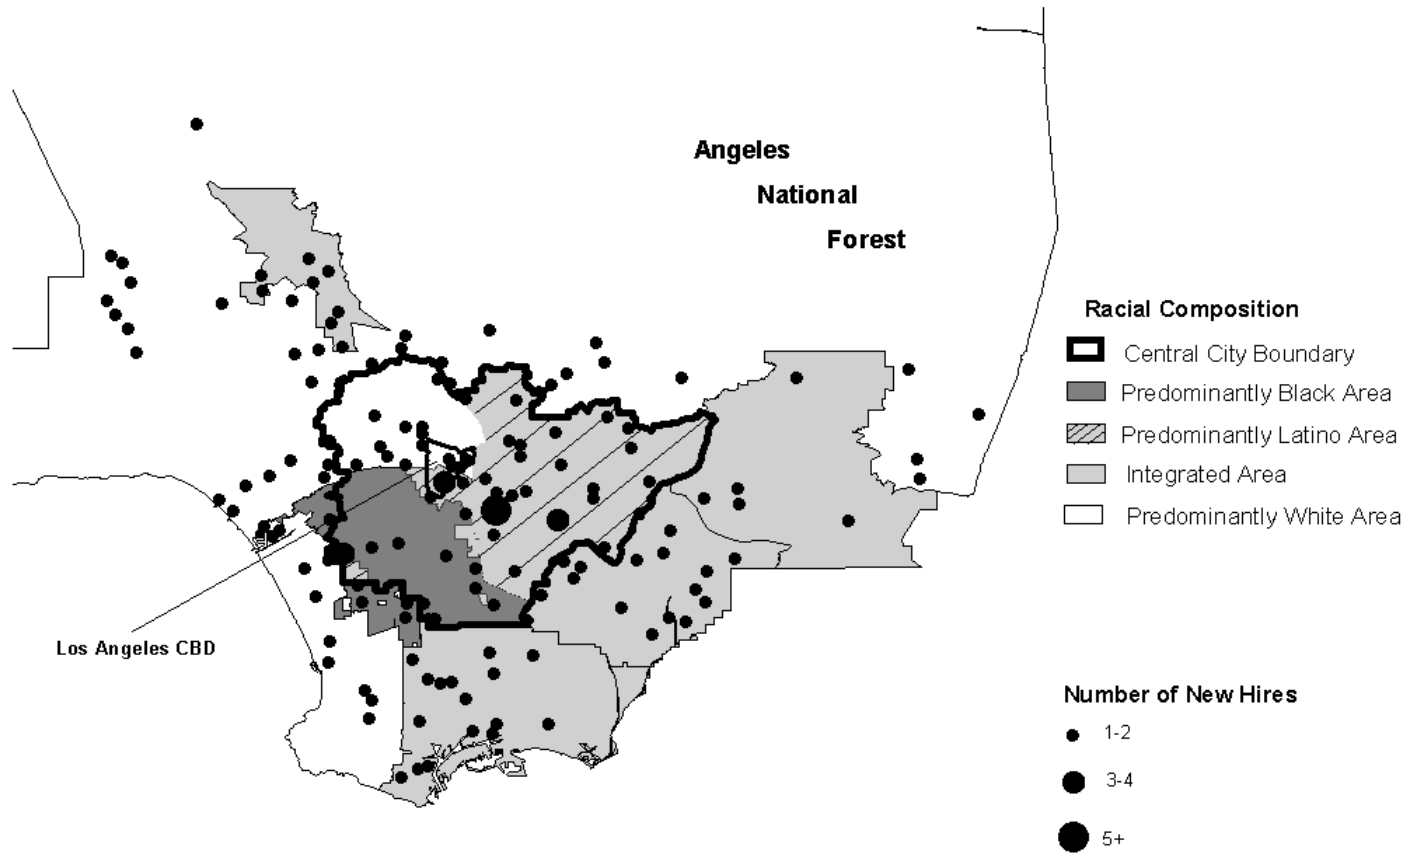 Angeles
National
Forest
Racial Composition
Central City Boundary
Predominantly Black Area
Predominantly Latino Area
Integrated Area
Predominantly White Area
Los Angeles CBD
Number of New Hires
1-2
3-4
5+